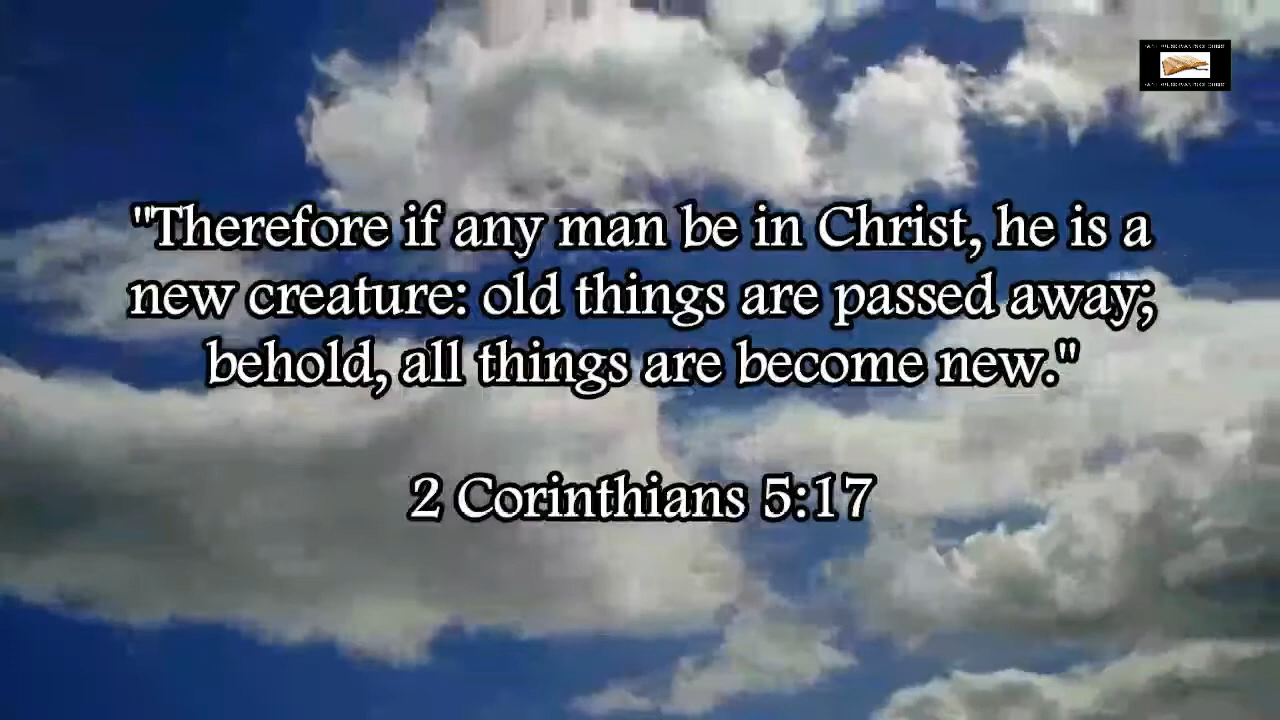 "Therefore if any man be in Christ, he is a
new creature: old things are passed away;
behold, all things are become new."
2 Corinthians 5:17